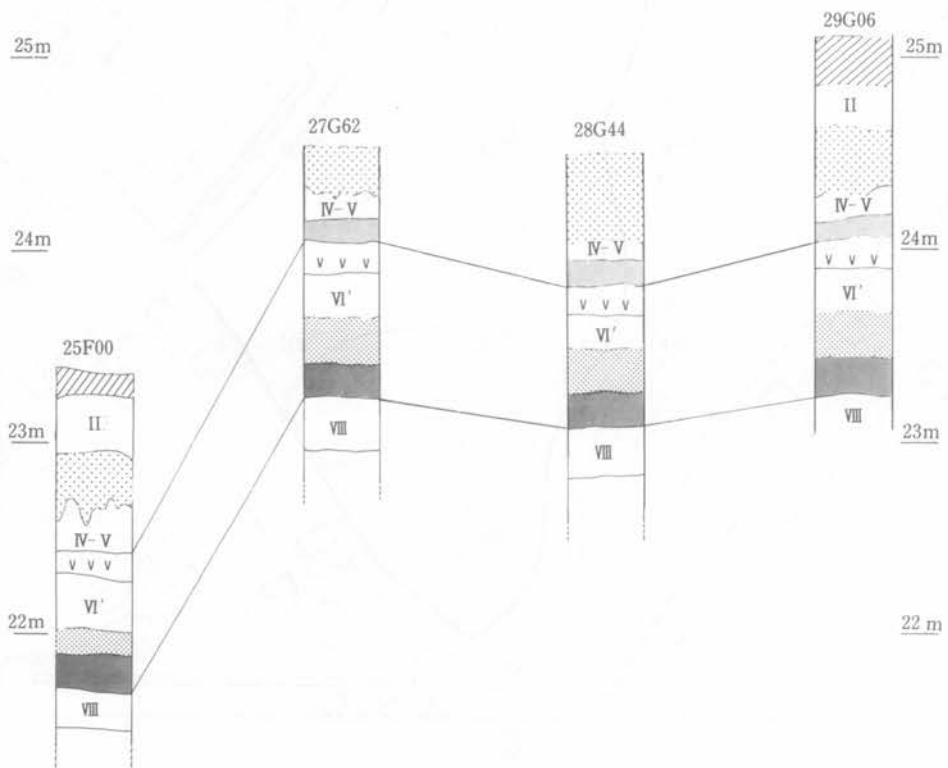 29G06
25m
25m
II
27G62
28G44
IV-V
IV-V
24m
IV-V
24m
V V V
V V V
V V V
VI'
VI'
VI'
25F00
23m
II
VIII
VIII
VIII
23m
IV-V
V V V
VI'
22m
22 m
VIII